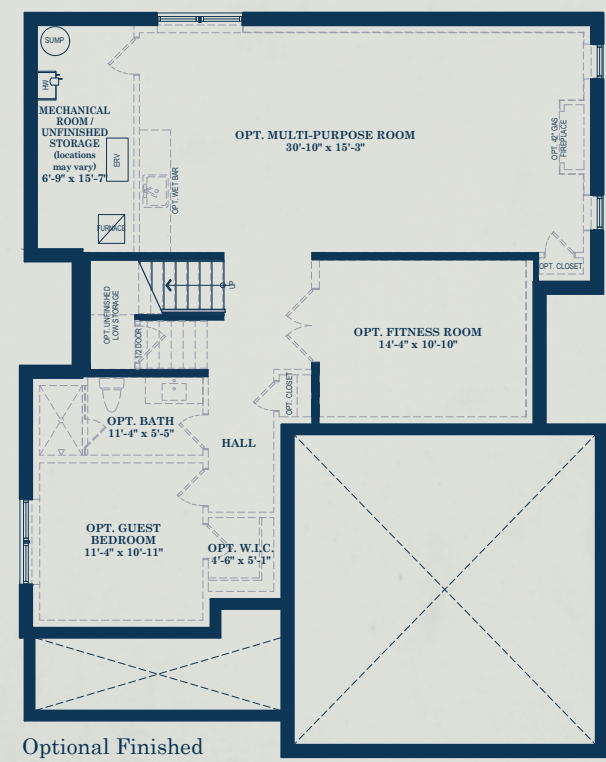 SUMP
HW
MECHANICAL
ROOM /
UNFINISHED
STORAGE
(locations
may vary)
6'-9" x 15'-7"
ERV
FURNACE
OPT. WET BAR
OPT. MULTI-PURPOSE ROOM
30'-10" x 15'-3"
OPT. 42" GAS
FIREPLACE
OPT. CLOSET
OPT. UNFINISHED
LOW STORAGE
UP
1/2 DOOR
OPT. FITNESS ROOM
14'-4" x 10'-10"
OPT. CLOSET
OPT. BATH
11'-4" x 5'-5"
HALL
OPT. GUEST
BEDROOM
11'-4" x 10'-11"
OPT. W.I.C.
4'-6" x 5'-1"
Optional Finished